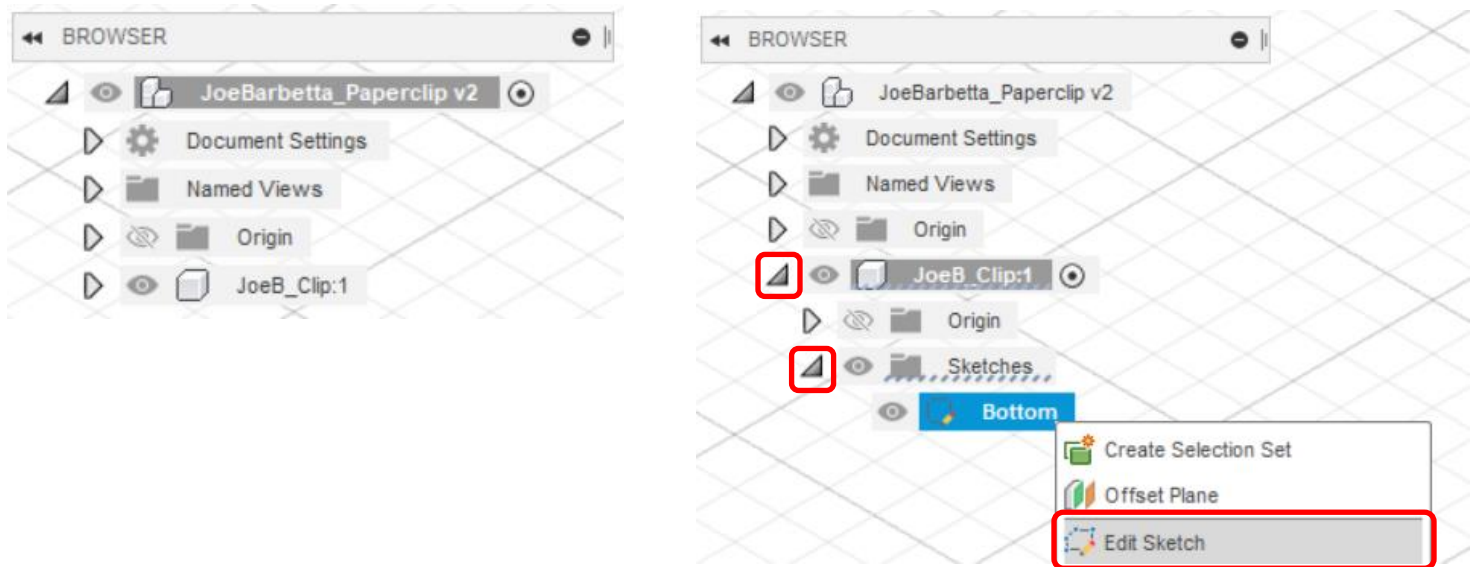 BROWSER
JoeBarbetta_Paperclip v2
Document Settings
Named Views
Origin
JoeB_Clip:1
BROWSER
JoeBarbetta_Paperclip v2
Document Settings
Named Views
Origin
JoeB_Clip:1
Origin
Sketches
Bottom
Create Selection Set
Offset Plane
Edit Sketch